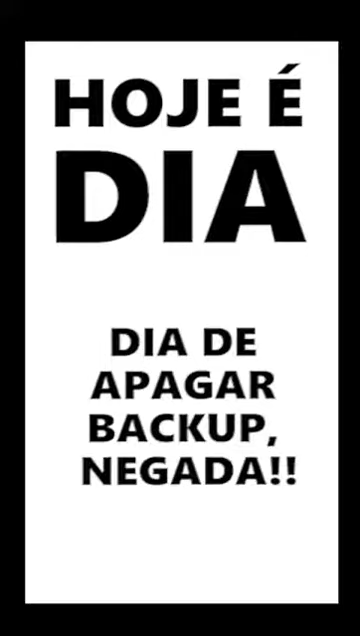 HOJE É
DIA
DIA DE
APAGAR
BACKUP,
NEGADA!!